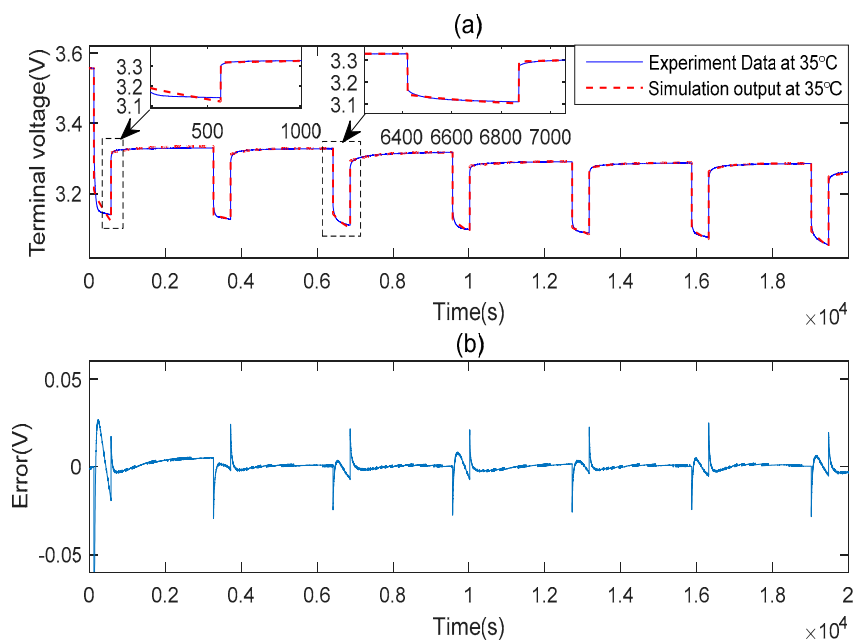 (a)
Terminal voltage(V)
3.6
3.4
3.2
3.3
3.2
3.1
500
1000
3.3
3.2
3.1
6400 6600 6800 7000
Experiment Data at 35°C
Simulation output at 35°C
0 0.2 0.4 0.6 0.8 1 1.2 1.4 1.6 1.8 2
Time(s)
×10⁴
(b)
Error(V)
0.05
0
-0.05
0 0.2 0.4 0.6 0.8 1 1.2 1.4 1.6 1.8 2
Time(s)
×10⁴